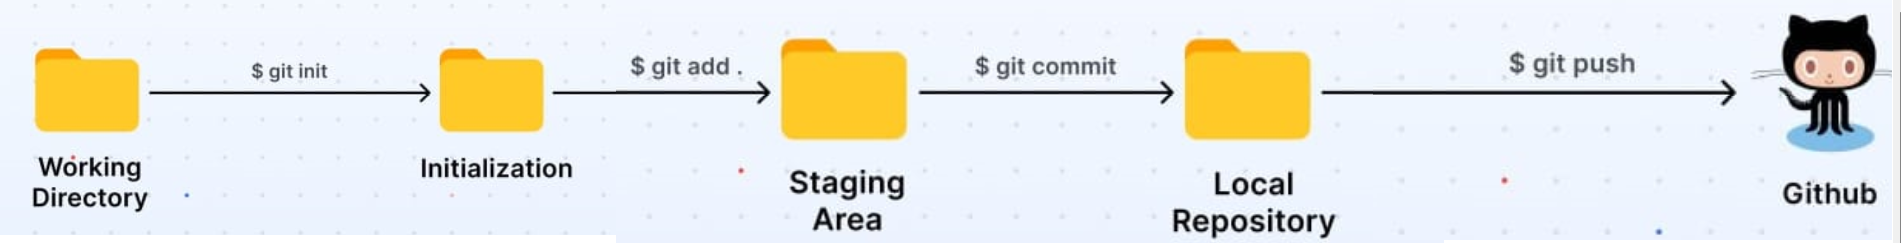 $ git init
$ git add .
$ git commit
$ git push
Working
Directory
Initialization
Staging
Area
Local
Repository
Github